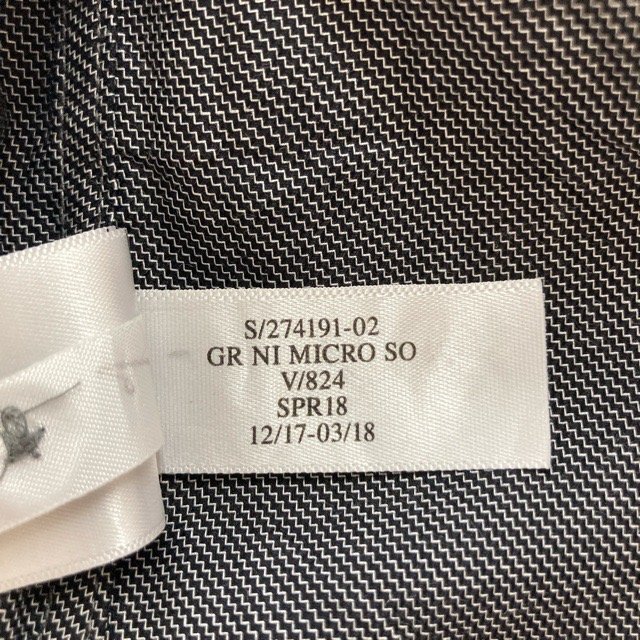 S/274191-02
GR NI MICRO SO
V/824
SPR18
12/17-03/18